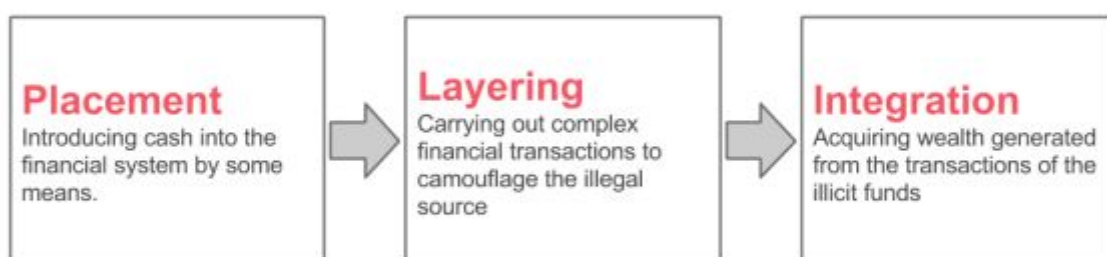 Placement
Introducing cash into the
financial system by some
means.
Layering
Carrying out complex
financial transactions to
camouflage the illegal
source
Integration
Acquiring wealth generated
from the transactions of the
illicit funds